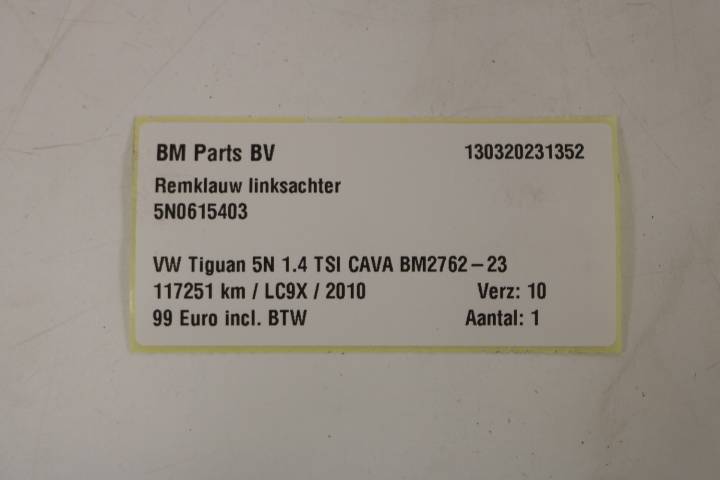 BM Parts BV 130320231352
Remklauw linksachter
5N0615403
VW Tiguan 5N 1.4 TSI CAVA BM2762-23
117251 km / LC9X / 2010 Verz: 10
99 Euro incl. BTW Aantal: 1